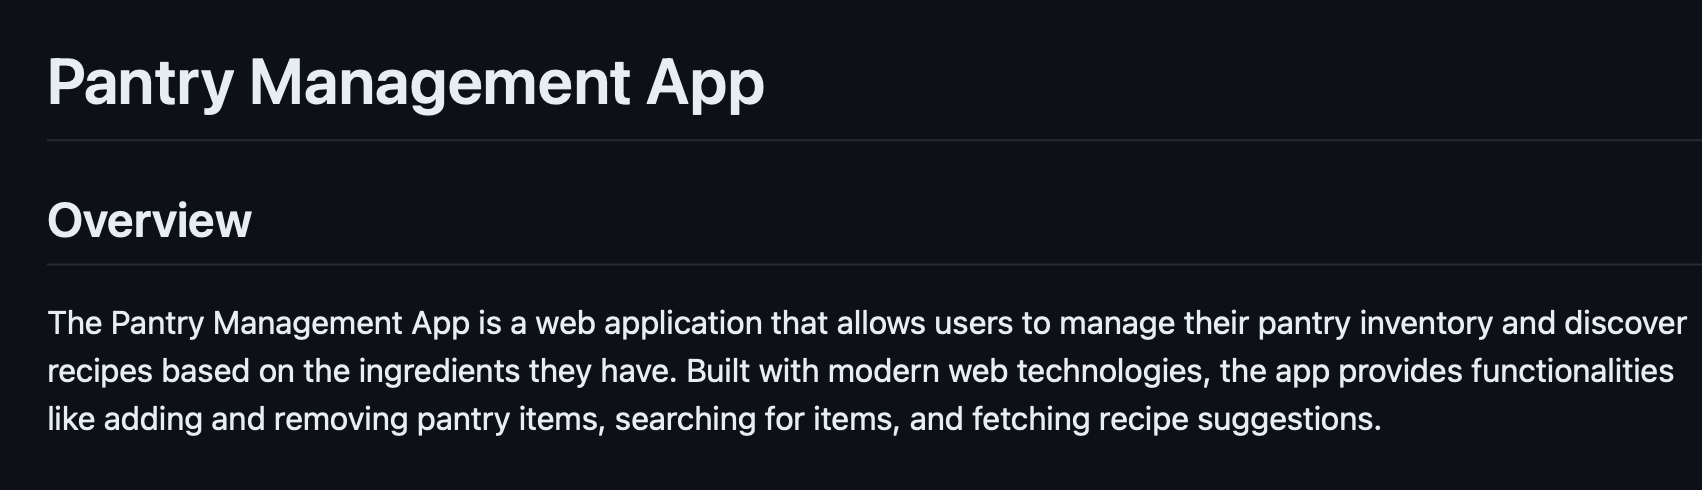 Pantry Management App
Overview
The Pantry Management App is a web application that allows users to manage their pantry inventory and discover
recipes based on the ingredients they have. Built with modern web technologies, the app provides functionalities
like adding and removing pantry items, searching for items, and fetching recipe suggestions.